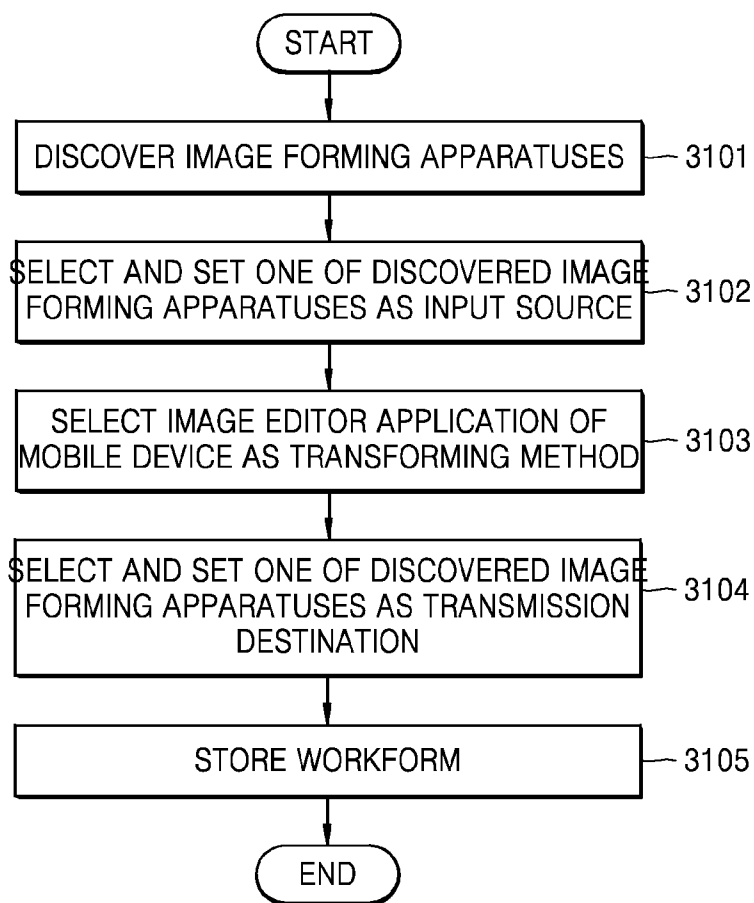 START
DISCOVER IMAGE FORMING APPARATUSES
3101
SELECT AND SET ONE OF DISCOVERED IMAGE
FORMING APPARATUSES AS INPUT SOURCE
3102
SELECT IMAGE EDITOR APPLICATION OF
MOBILE DEVICE AS TRANSFORMING METHOD
3103
SELECT AND SET ONE OF DISCOVERED IMAGE
FORMING APPARATUSES AS TRANSMISSION
DESTINATION
3104
STORE WORKFORM
3105
END